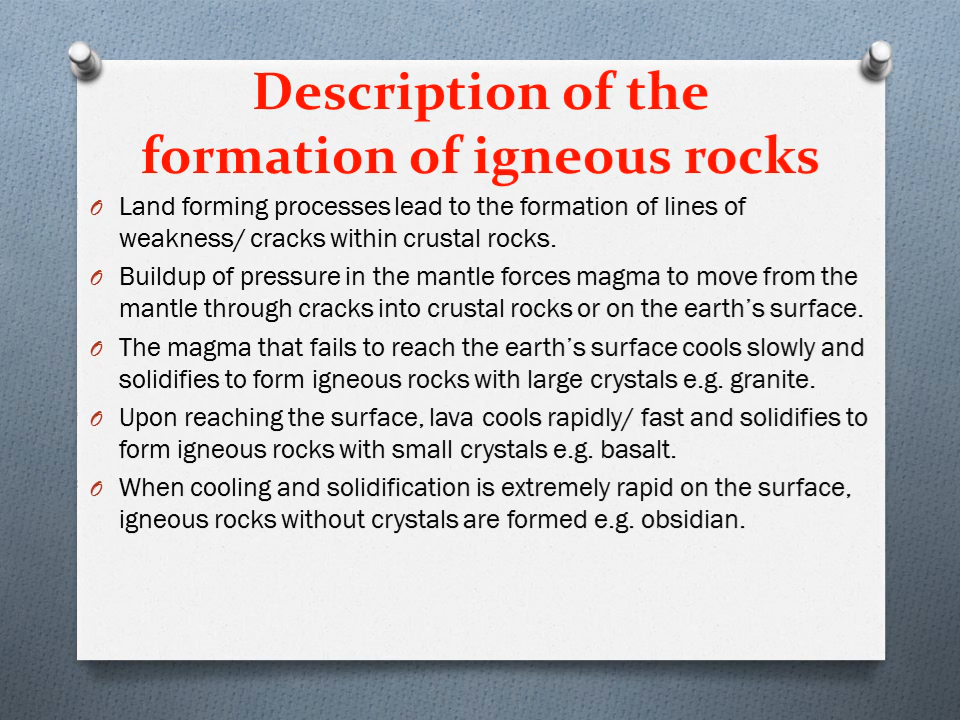 Description of the
formation of igneous rocks
Land forming processes lead to the formation of lines of
weakness/ cracks within crustal rocks.
Buildup of pressure in the mantle forces magma to move from the
mantle through cracks into crustal rocks or on the earth's surface.
The magma that fails to reach the earth's surface cools slowly and
solidifies to form igneous rocks with large crystals e.g. granite.
Upon reaching the surface, lava cools rapidly/ fast and solidifies to
form igneous rocks with small crystals e.g. basalt.
When cooling and solidification is extremely rapid on the surface,
igneous rocks without crystals are formed e.g. obsidian.